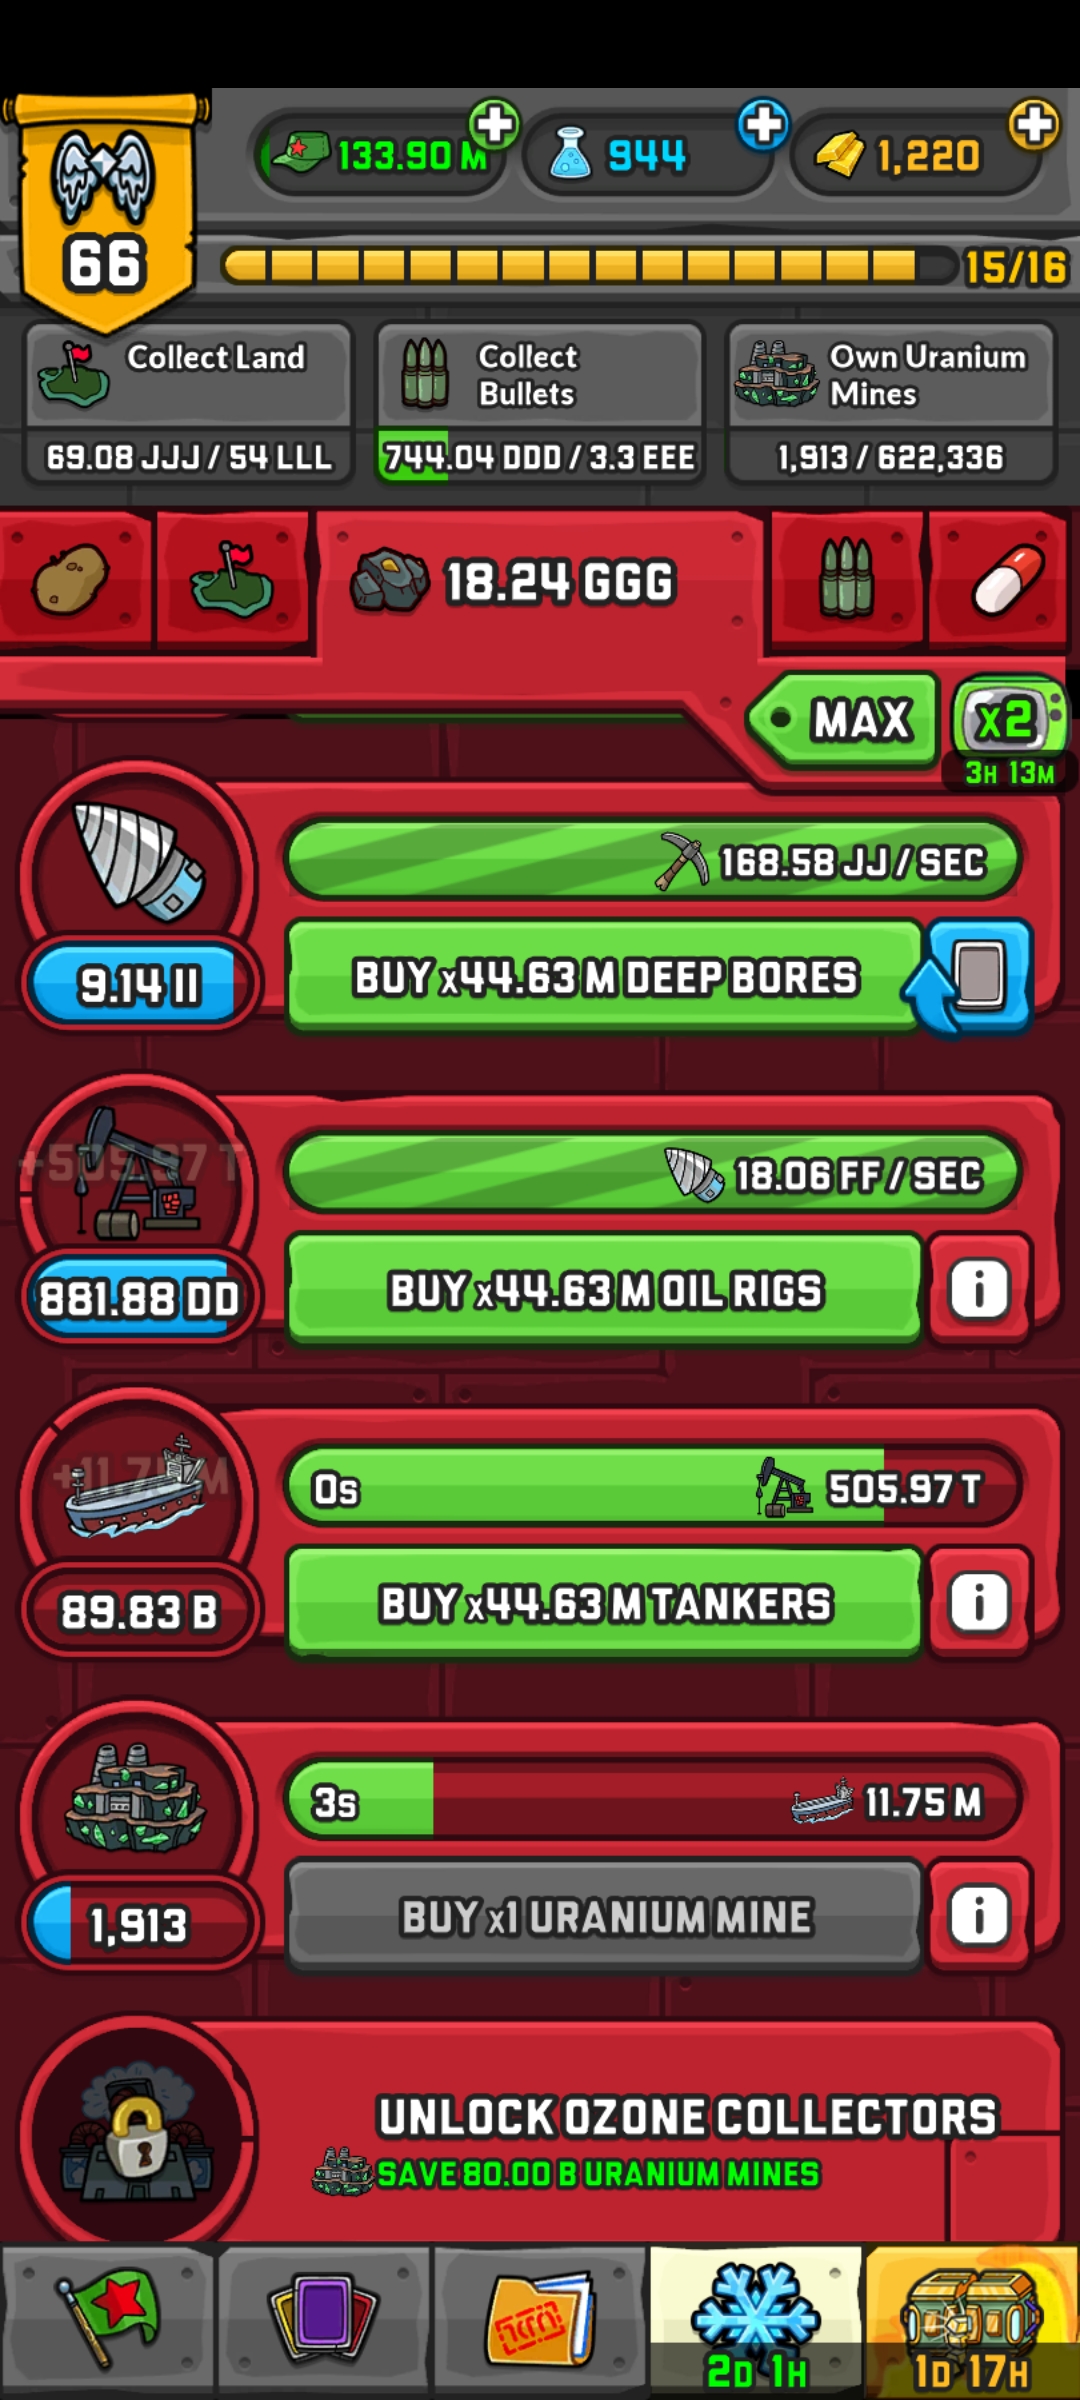 133.90 M
944
1,220
66
15/16
Collect Land
69.08 JJJ / 54 LLL
Collect
Bullets
744.04 DDD / 3.3 EEE
Own Uranium
Mines
1,913 / 622,336
18.24 GGG
MAX
x2
3H 13M
168.58 JJ / SEC
9.14 II
BUY x44.63 M DEEP BORES
+505.97 T
18.06 FF / SEC
881.88 DD
BUY x44.63 M OIL RIGS
i
+11.75 M
0s
505.97 T
89.83 B
BUY x44.63 M TANKERS
i
3s
11.75 M
1,913
BUY x1 URANIUM MINE
i
UNLOCK OZONE COLLECTORS
SAVE 80.00 B URANIUM MINES
2D 1H
1D 17H